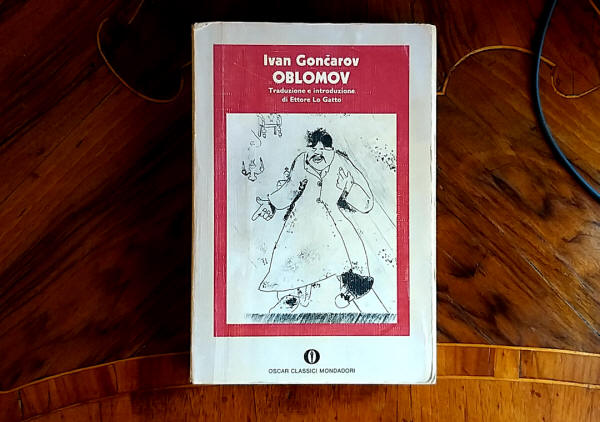 Ivan Gončarov
OBLOMOV
Traduzione e introduzione
di Ettore Lo Gatto
OSCAR CLASSICI MONDADORI